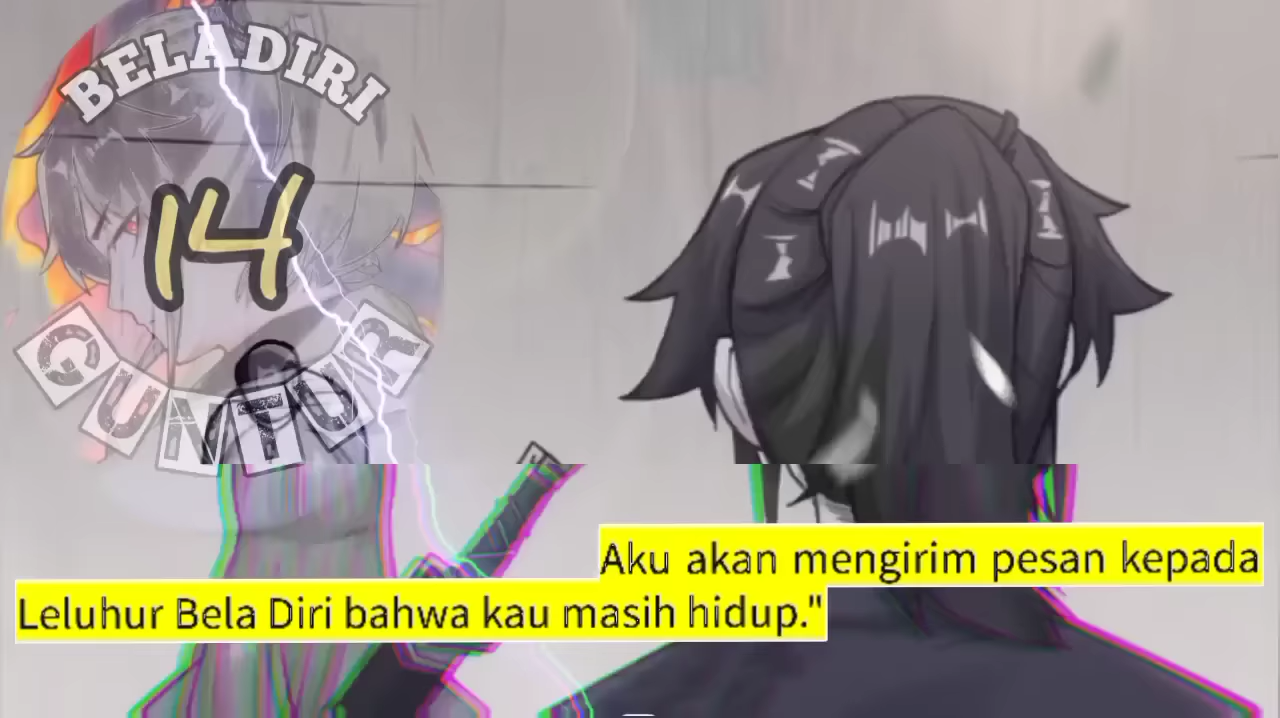 BELADIRI
14
GUNTUR
Aku akan mengirim pesan kepada
Leluhur Bela Diri bahwa kau masih hidup."